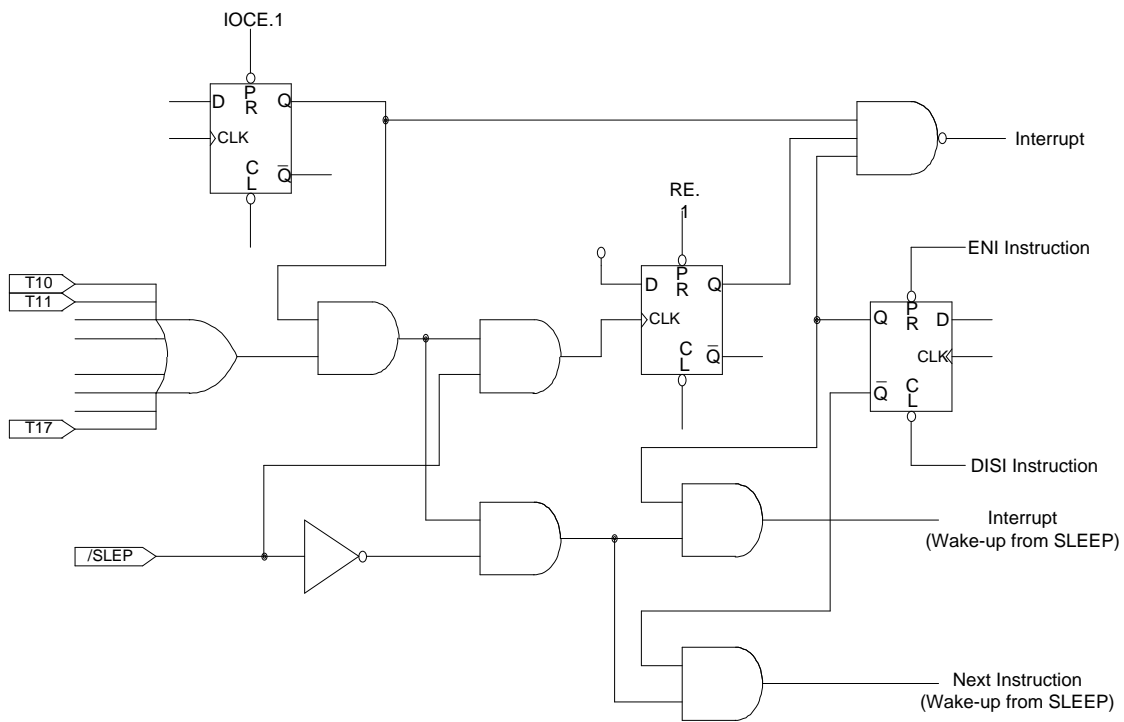 IOCE.1
D
P
R
Q
CLK
C
L
Q̅
Interrupt
RE.
1
ENI Instruction
T10
T11
D
P
R
Q
CLK
C
L
Q̅
Q
P
R
D
CLK
Q̅
C
L
T17
DISI Instruction
/SLEP
Interrupt
(Wake-up from SLEEP)
Next Instruction
(Wake-up from SLEEP)